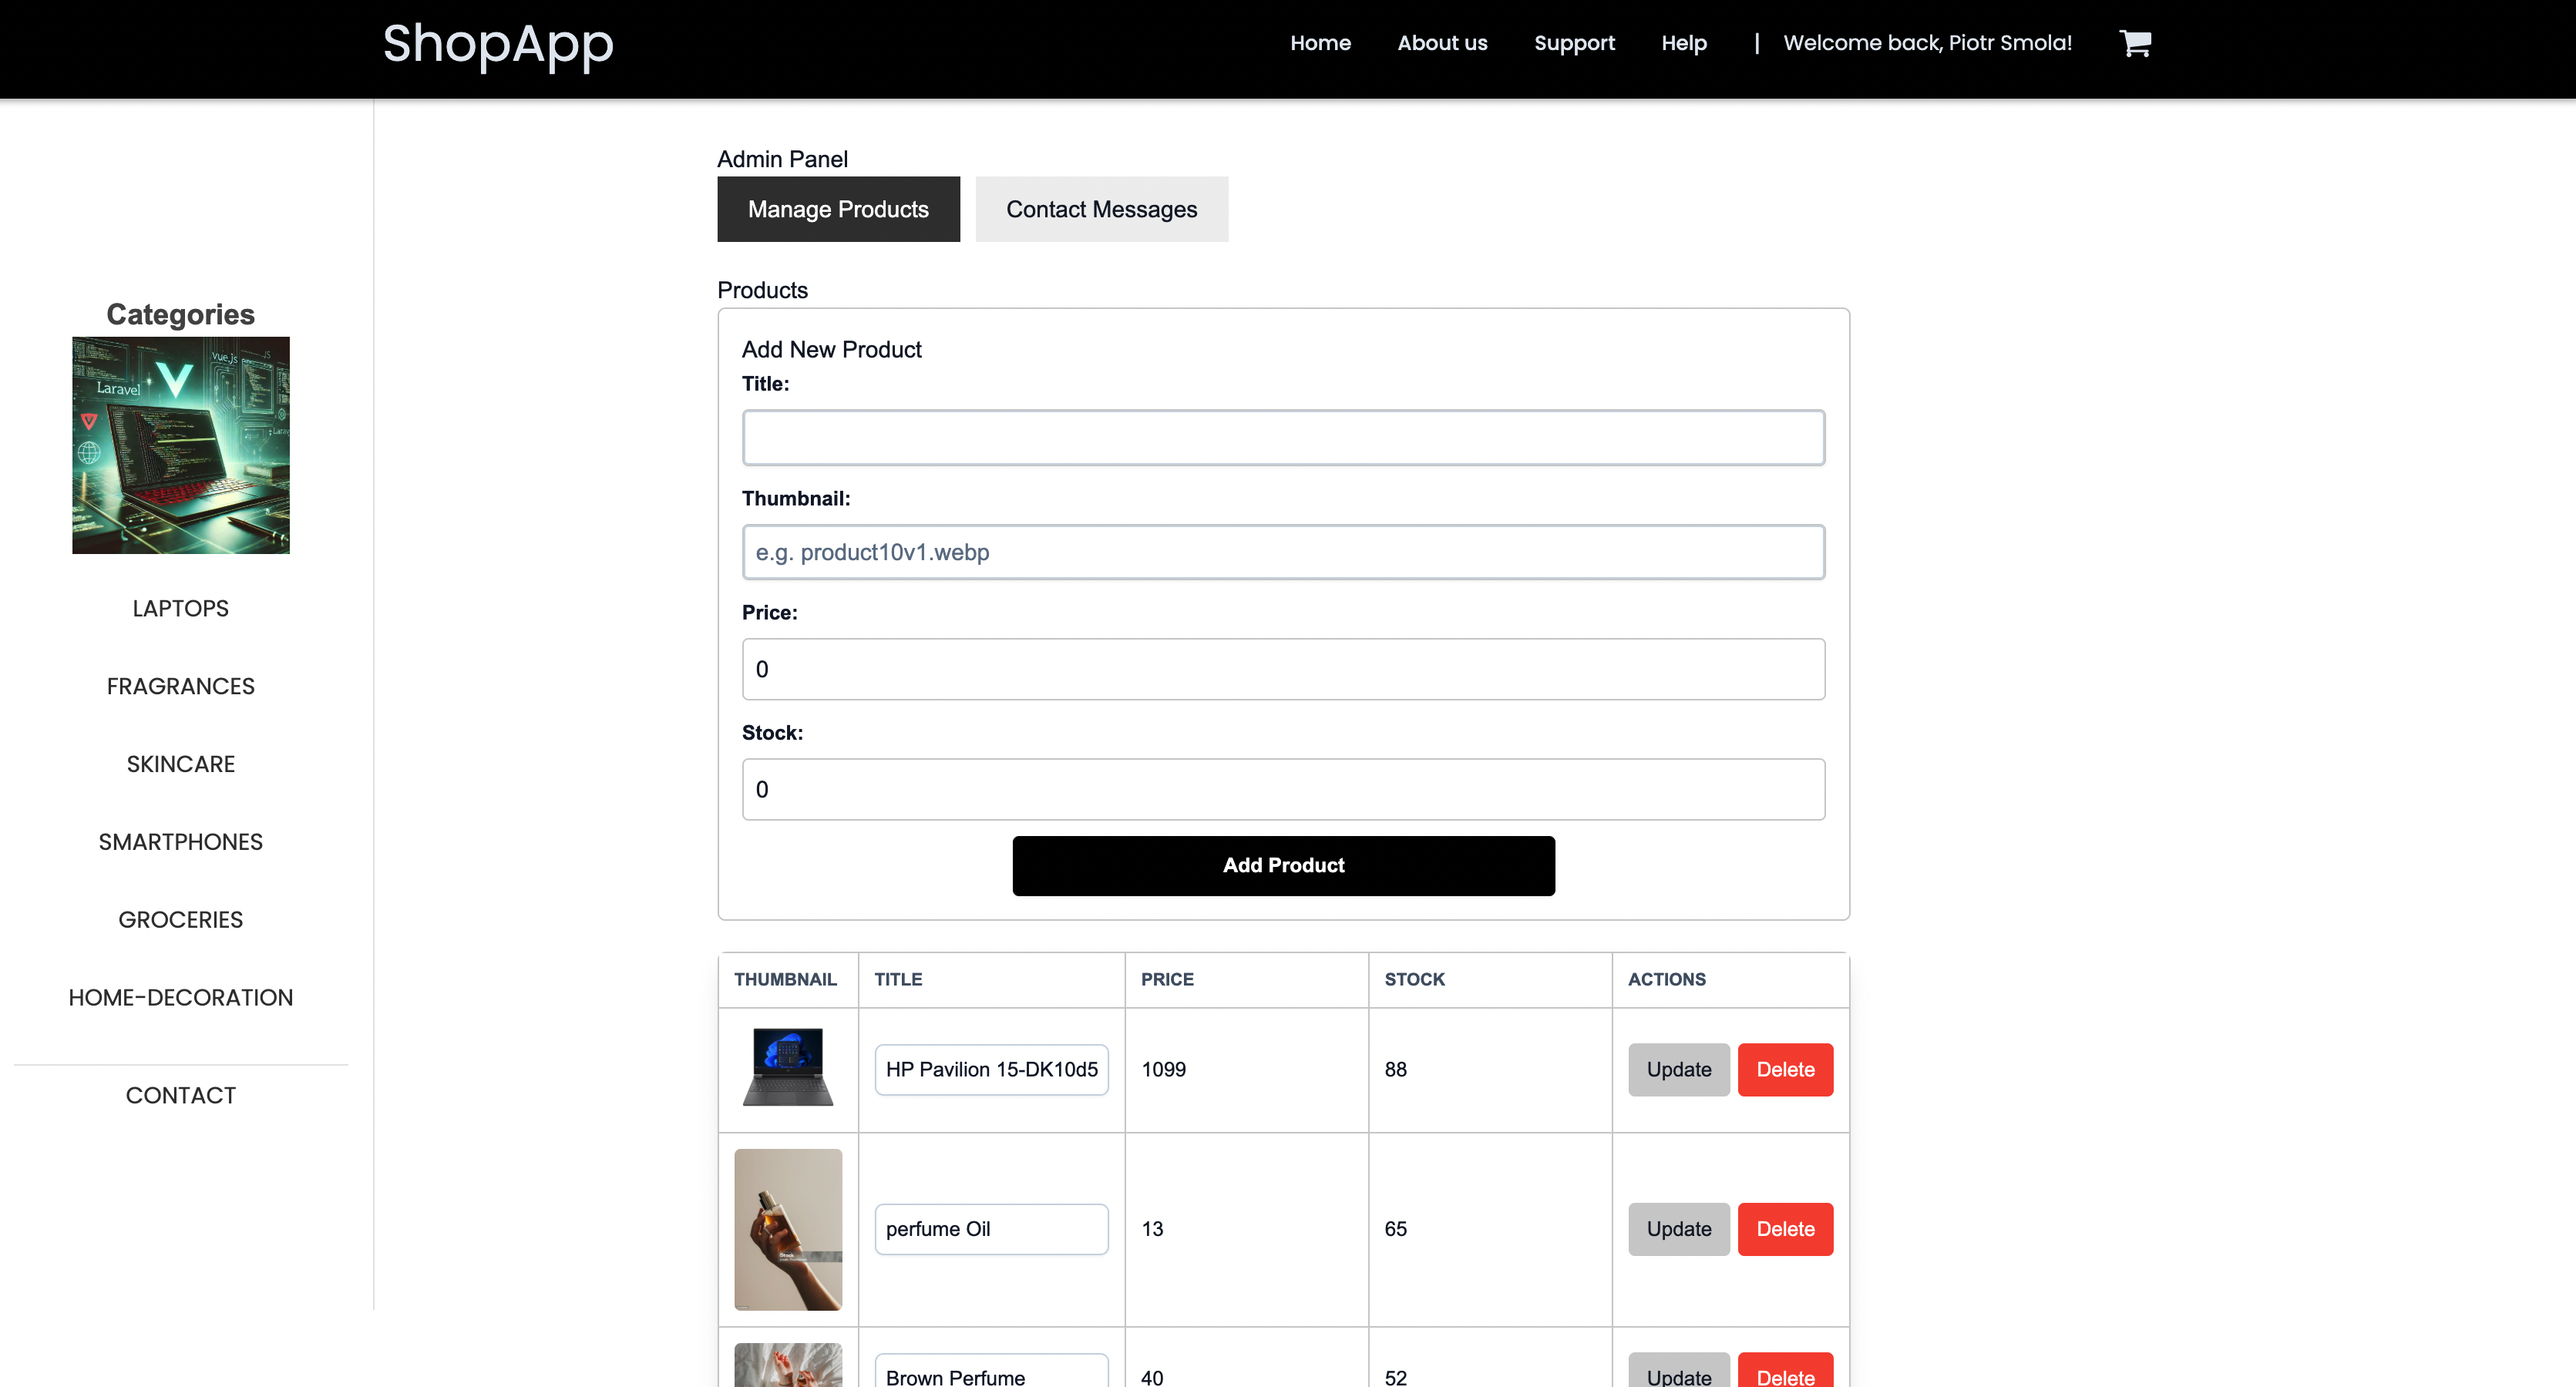 ShopApp
Home About us Support Help | Welcome back, Piotr Smola!
Categories
Laravel
vue.js
JS
LAPTOPS
FRAGRANCES
SKINCARE
SMARTPHONES
GROCERIES
HOME-DECORATION
CONTACT
Admin Panel
Manage Products Contact Messages
Products
Add New Product
Title:
Thumbnail:
e.g. product10v1.webp
Price:
0
Stock:
0
Add Product
THUMBNAIL TITLE PRICE STOCK ACTIONS
HP Pavilion 15-DK10d5 1099 88 Update Delete
perfume Oil 13 65 Update Delete
Brown Perfume 40 52 Update Delete